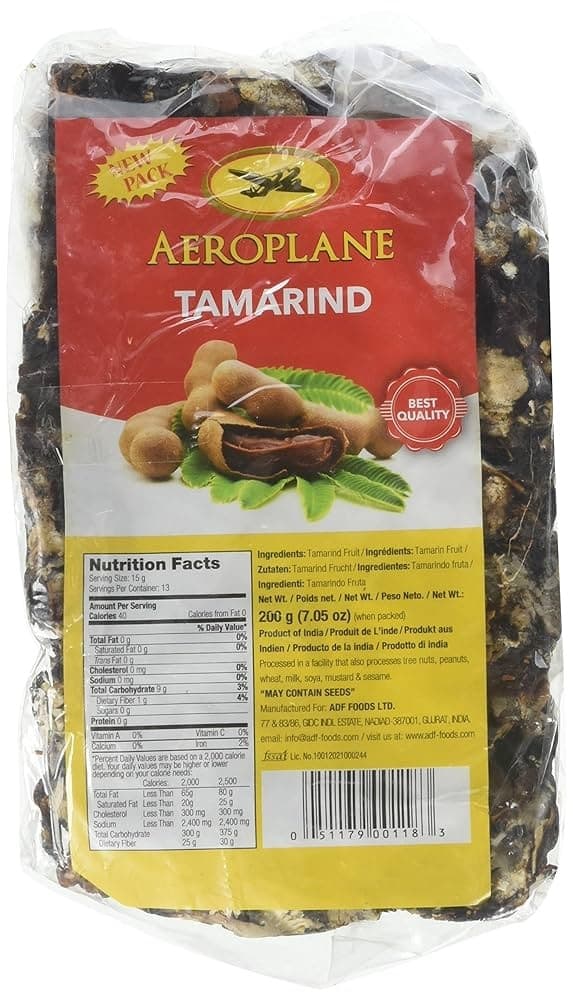 NEW
PACK
AEROPLANE
TAMARIND
BEST
QUALITY
Nutrition Facts
Serving Size: 15 g
Servings Per Container: 13
Amount Per Serving
Calories 40 Calories from Fat 0
% Daily Value*
Total Fat 0 g 0%
Saturated Fat 0 g 0%
Trans Fat 0 g
Cholesterol 0 mg 0%
Sodium 0 mg 0%
Total Carbohydrate 9 g 3%
Dietary Fiber 1 g 4%
Sugars 0 g
Protein 0 g
Vitamin A 0% Vitamin C 0%
Calcium 0% Iron 2%
*Percent Daily Values are based on a 2,000 calorie
diet. Your daily values may be higher or lower
depending on your calorie needs:
Calories: 2,000 2,500
Total Fat Less Than 65g 80 g
Saturated Fat Less Than 20g 25 g
Cholesterol Less Than 300 mg 300 mg
Sodium Less Than 2,400 mg 2,400 mg
Total Carbohydrate 300 g 375 g
Dietary Fiber 25 g 30 g
Ingredients: Tamarind Fruit / Ingrédients: Tamarin Fruit /
Zutaten: Tamarind Frucht / Ingredientes: Tamarindo fruta /
Ingredienti: Tamarindo Fruta
Net Wt. / Poids net. / Net Wt. / Peso Neto. / Net Wt.:
200 g (7.05 oz) (when packed)
Product of India / Produit de L'inde / Produkt aus
Indien / Producto de la india / Prodotto di india
Processed in a facility that also processes tree nuts, peanuts,
wheat, milk, soya, mustard & sesame.
"MAY CONTAIN SEEDS"
Manufactured For: ADF FOODS LTD.
77 & 83/86, GIDC INDL ESTATE, NADIAD-387001, GUJRAT, INDIA.
email: info@adf-foods.com / visit us at: www.adf-foods.com
fssai Lic. No.10012021000244
0 51179 00118 3